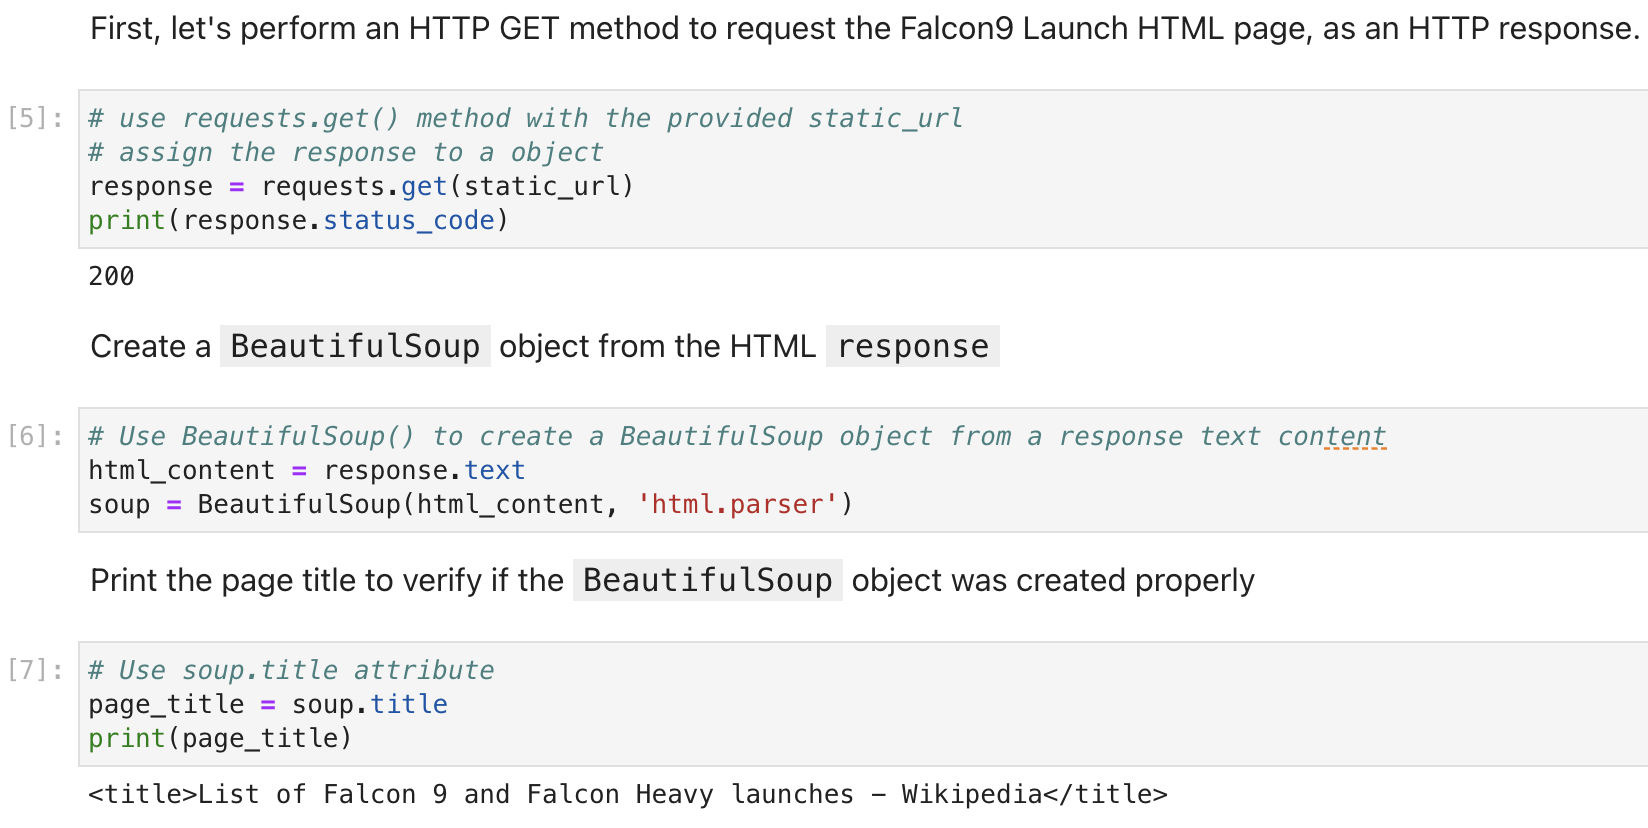 First, let's perform an HTTP GET method to request the Falcon9 Launch HTML page, as an HTTP response.
[5]:
# use requests.get() method with the provided static_url
# assign the response to a object
response = requests.get(static_url)
print(response.status_code)
200
Create a BeautifulSoup object from the HTML response
[6]:
# Use BeautifulSoup() to create a BeautifulSoup object from a response text content
html_content = response.text
soup = BeautifulSoup(html_content, 'html.parser')
Print the page title to verify if the BeautifulSoup object was created properly
[7]:
# Use soup.title attribute
page_title = soup.title
print(page_title)
<title>List of Falcon 9 and Falcon Heavy launches – Wikipedia</title>